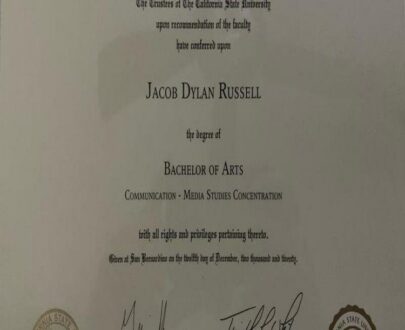 The Trustees of The California State University
upon recommendation of the faculty
have conferred upon
JACOB DYLAN RUSSELL
the degree of
BACHELOR OF ARTS
COMMUNICATION - MEDIA STUDIES CONCENTRATION
with all rights and privileges pertaining thereto.
Given at San Bernardino on the twelfth day of December, two thousand and twenty.